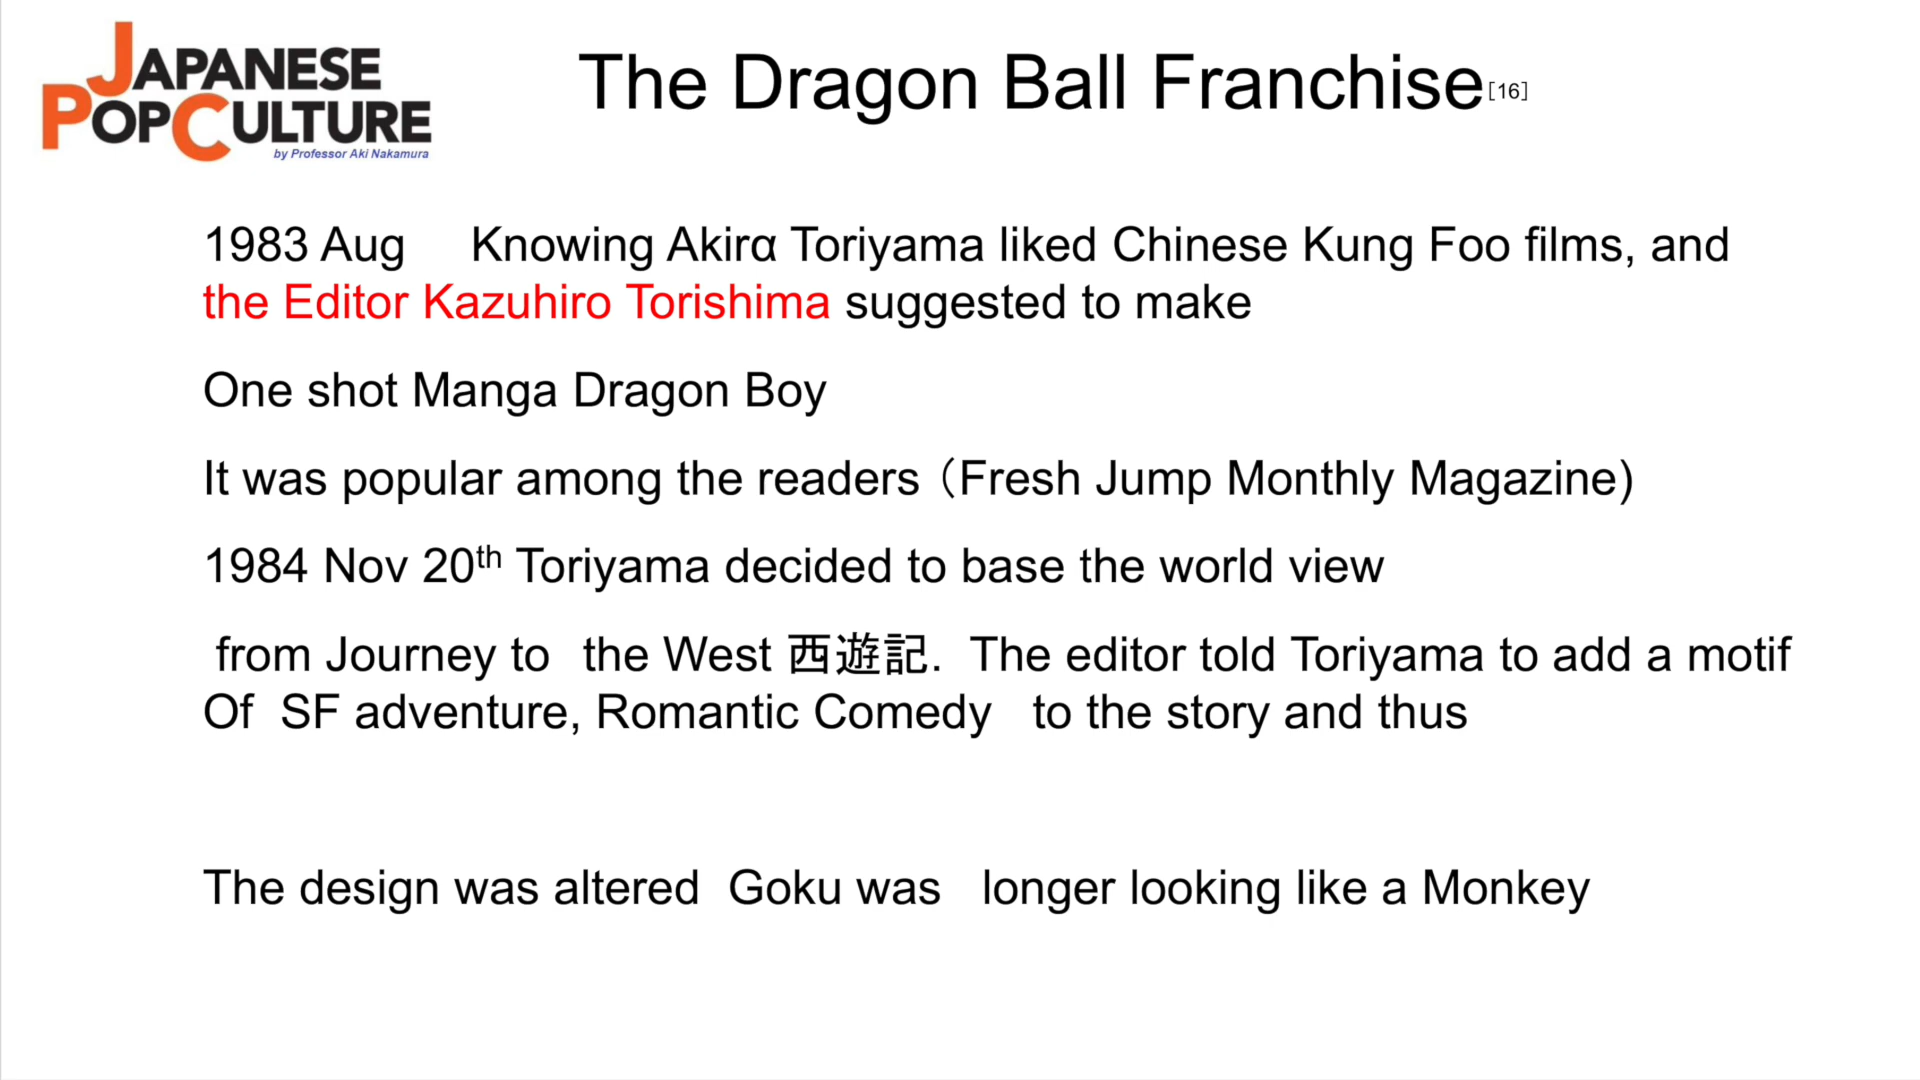 JAPANESE
POPCULTURE
by Professor Aki Nakamura
The Dragon Ball Franchise[16]
1983 Aug Knowing Akirα Toriyama liked Chinese Kung Foo films, and
the Editor Kazuhiro Torishima suggested to make
One shot Manga Dragon Boy
It was popular among the readers（Fresh Jump Monthly Magazine)
1984 Nov 20th Toriyama decided to base the world view
from Journey to the West 西遊記. The editor told Toriyama to add a motif
Of SF adventure, Romantic Comedy to the story and thus
The design was altered Goku was longer looking like a Monkey